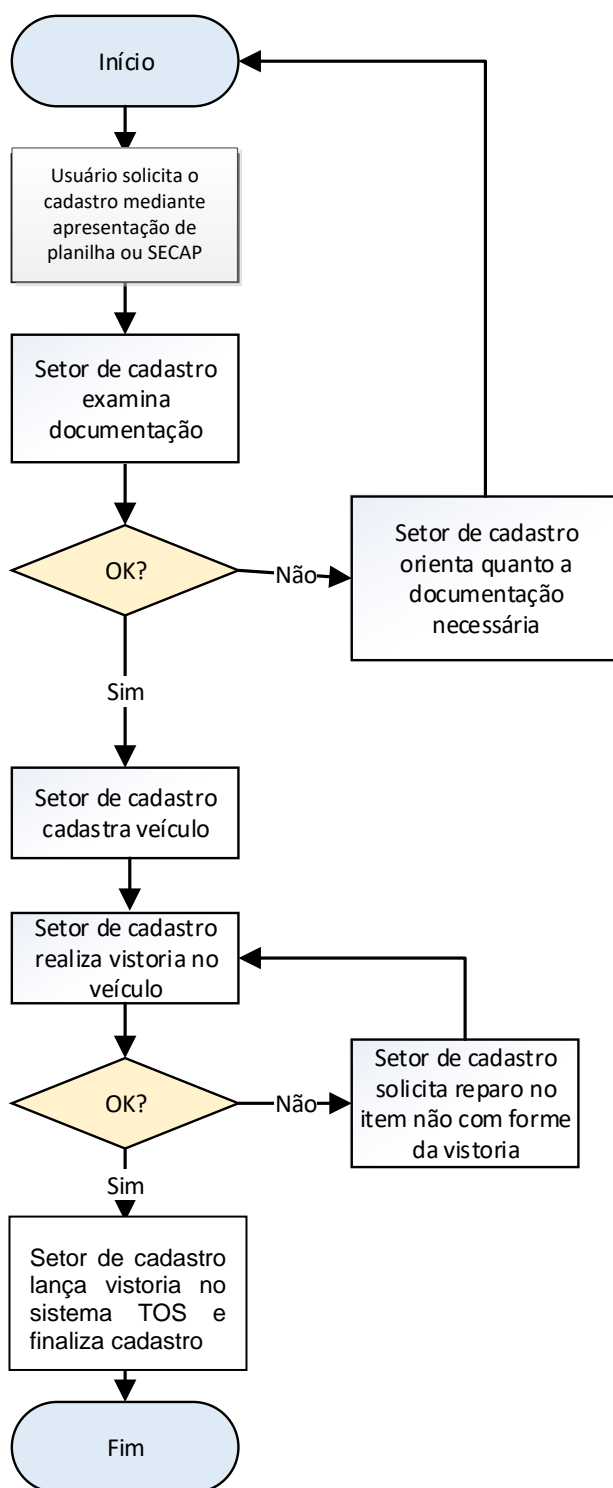 Início
Usuário solicita o
cadastro mediante
apresentação de
planilha ou SECAP
Setor de cadastro
examina
documentação
OK?
Não
Setor de cadastro
orienta quanto a
documentação
necessária
Sim
Setor de cadastro
cadastra veículo
Setor de cadastro
realiza vistoria no
veículo
OK?
Não
Setor de cadastro
solicita reparo no
item não com forme
da vistoria
Sim
Setor de cadastro
lança vistoria no
sistema TOS e
finaliza cadastro
Fim